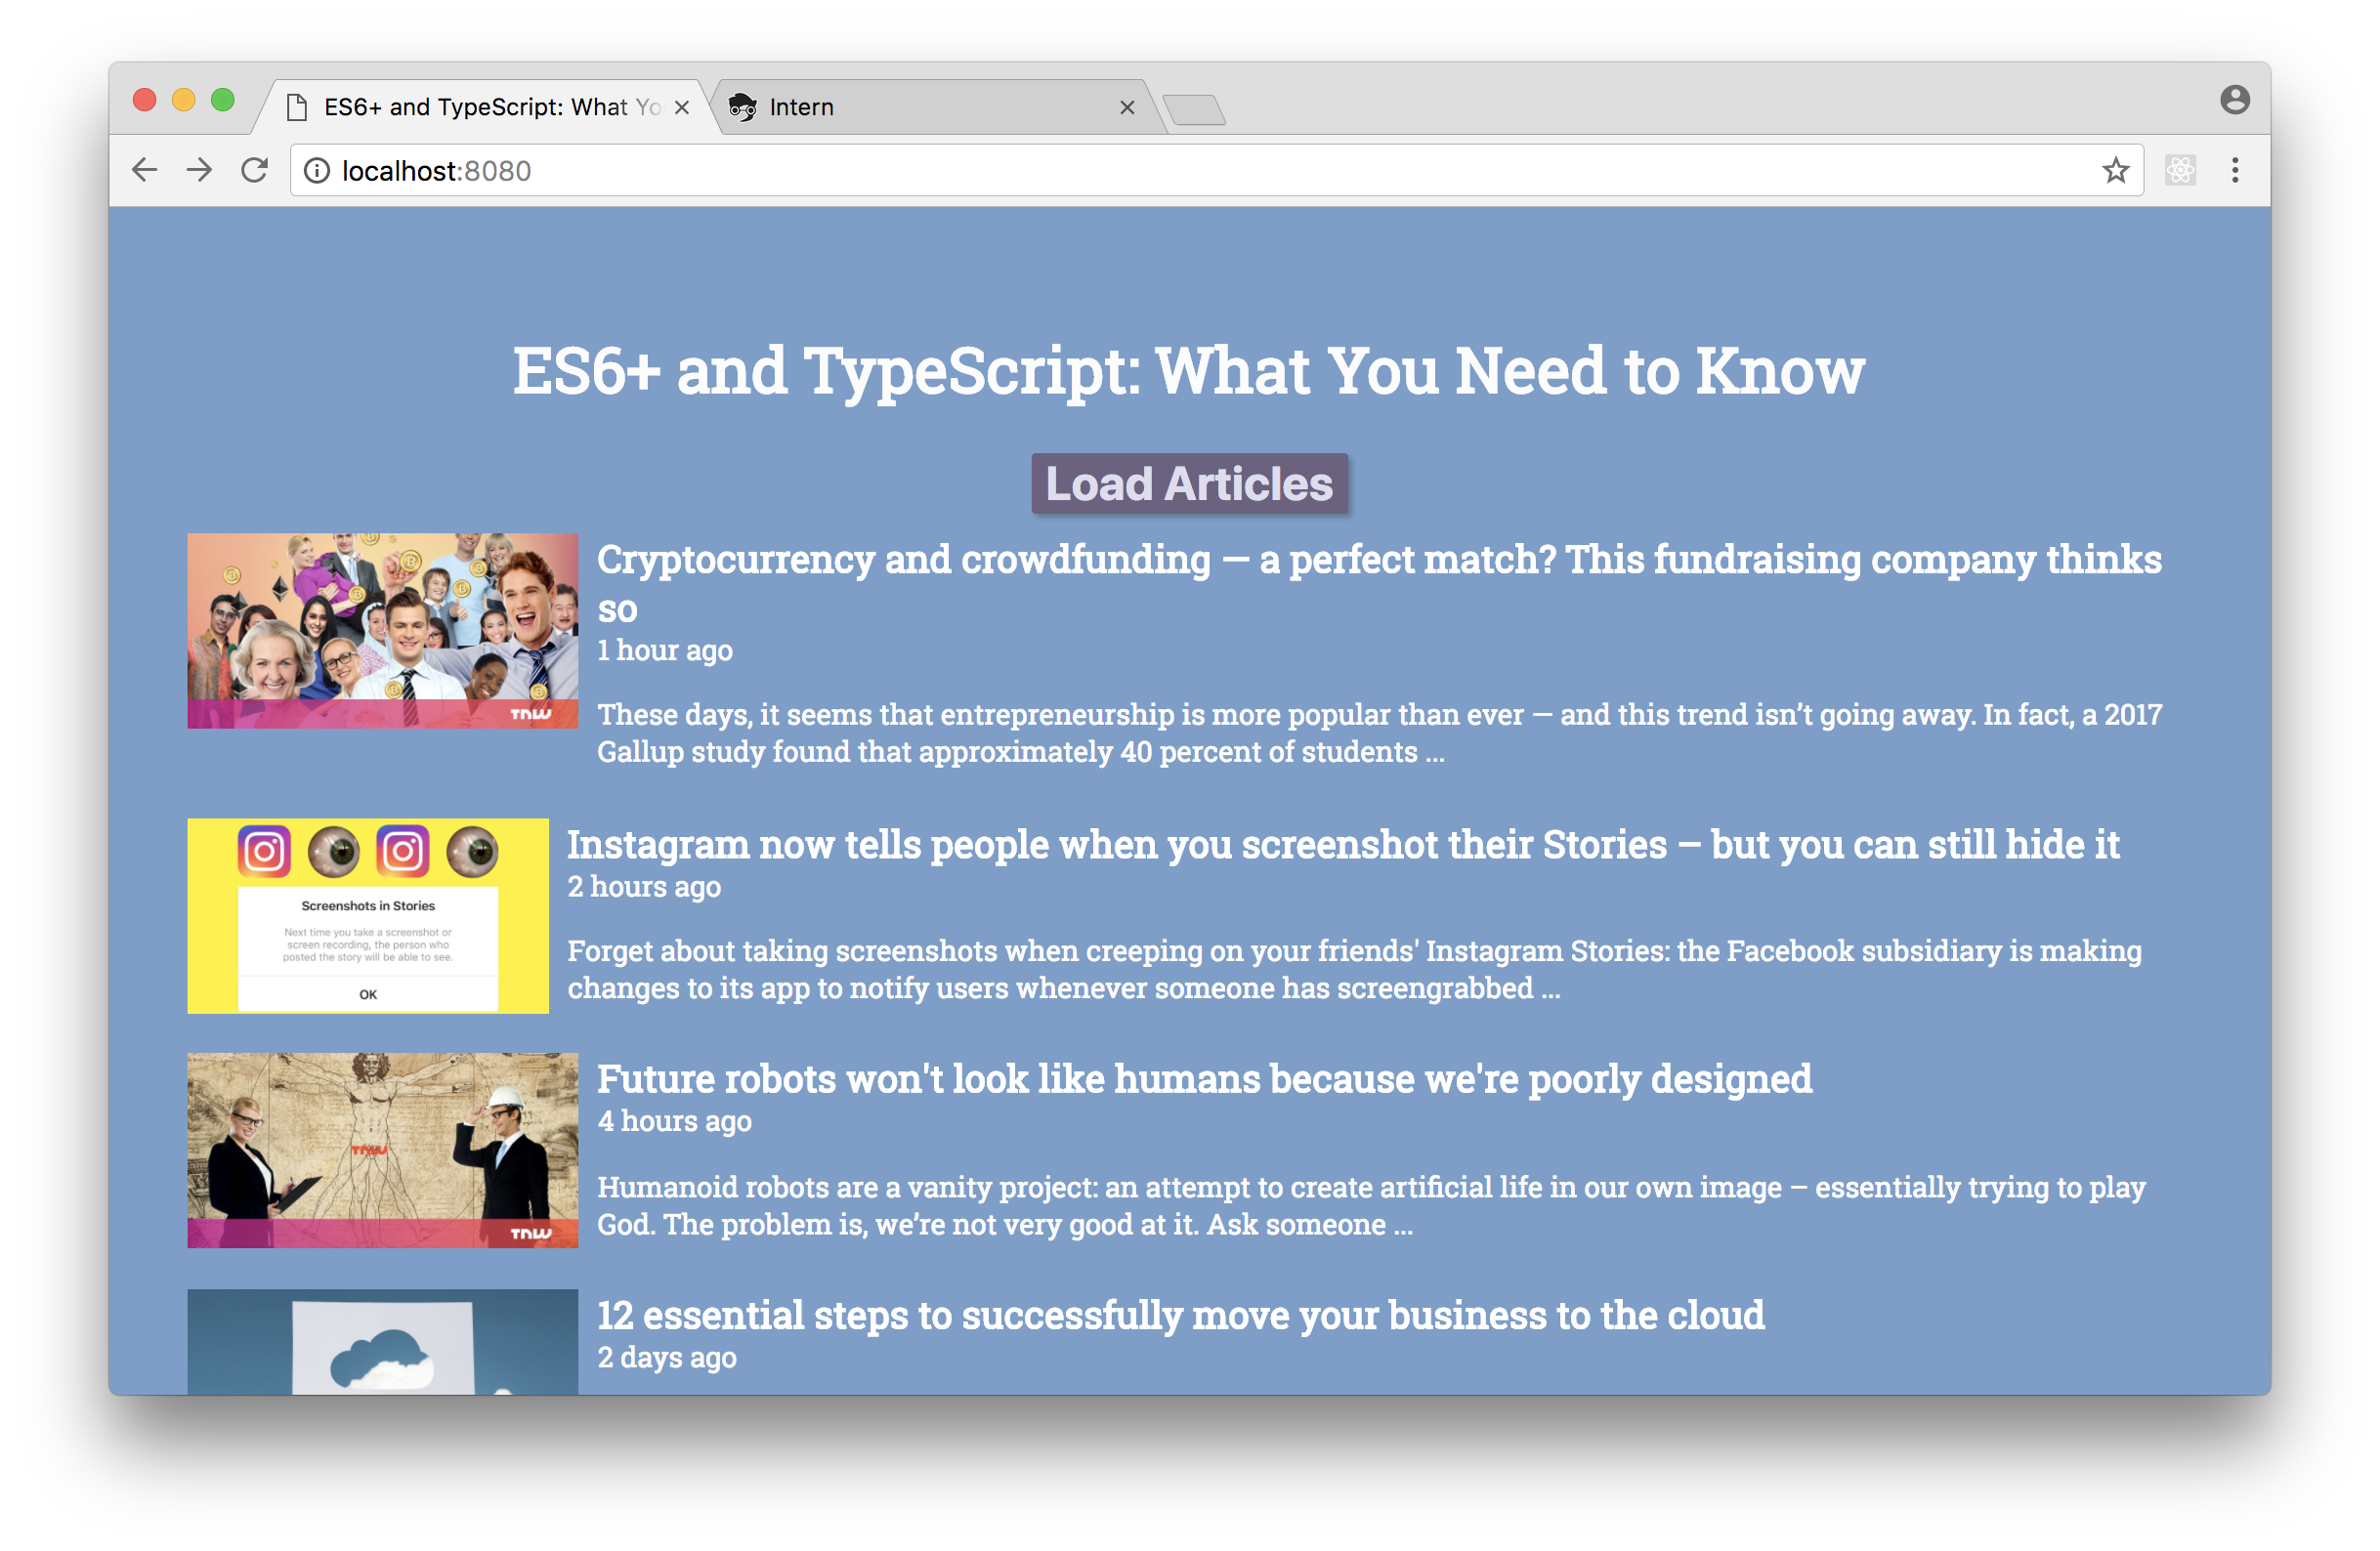 ES6+ and TypeScript: What Yo
Intern
localhost:8080
ES6+ and TypeScript: What You Need to Know
Load Articles
TNW
Cryptocurrency and crowdfunding — a perfect match? This fundraising company thinks
so
1 hour ago
These days, it seems that entrepreneurship is more popular than ever — and this trend isn’t going away. In fact, a 2017
Gallup study found that approximately 40 percent of students ...
Screenshots in Stories
Next time you take a screenshot or
screen recording, the person who
posted the story will be able to see.
OK
Instagram now tells people when you screenshot their Stories – but you can still hide it
2 hours ago
Forget about taking screenshots when creeping on your friends' Instagram Stories: the Facebook subsidiary is making
changes to its app to notify users whenever someone has screengrabbed ...
TNW
TNW
Future robots won't look like humans because we're poorly designed
4 hours ago
Humanoid robots are a vanity project: an attempt to create artificial life in our own image – essentially trying to play
God. The problem is, we’re not very good at it. Ask someone ...
12 essential steps to successfully move your business to the cloud
2 days ago